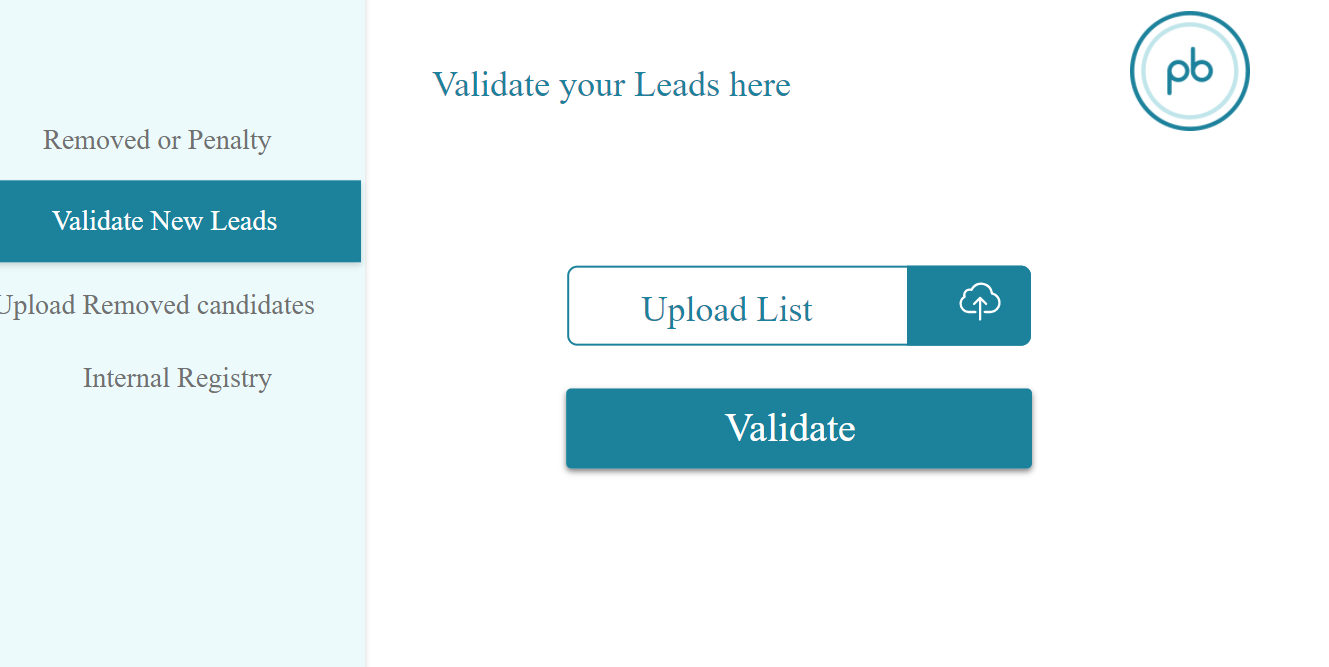 Validate your Leads here
pb
Removed or Penalty
Validate New Leads
Upload Removed candidates
Internal Registry
Upload List
Validate